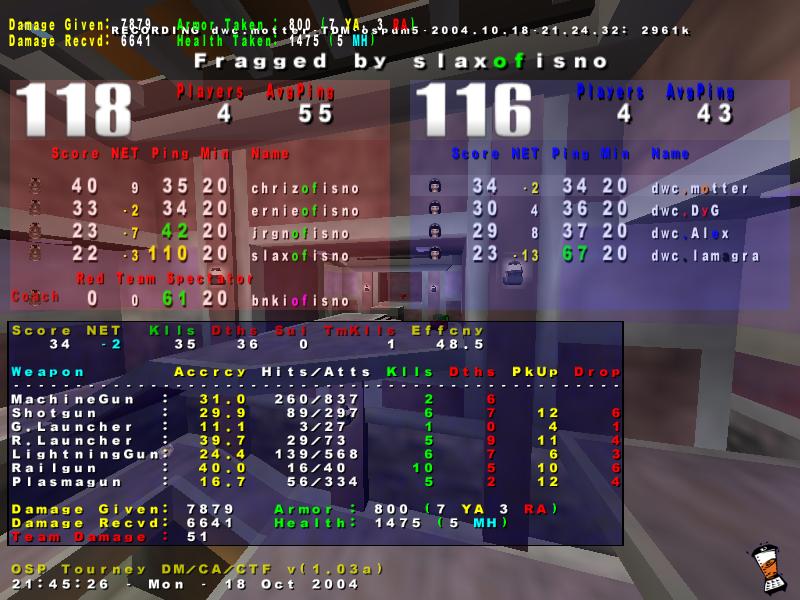 Damage Given: 7879 Armor Taken : 800 (7 YA, 3 RA)
RECORDING dwc.motter-TDM-ospdm5-2004.10.18-21.24.32: 2961k
Damage Recvd: 6641 Health Taken: 1475 (5 MH)
Fragged by slaxofisno
118 Players AvgPing
4 55
116 Players AvgPing
4 43
Score NET Ping Min Name
40 9 35 20 chrizofisno
33 -2 34 20 ernieofisno
23 -7 42 20 jrgnofisno
22 -3 110 20 slaxofisno
Red Team Spectator
Coach 0 0 61 20 bnkiofisno
Score NET Ping Min Name
34 -2 34 20 dwc.motter
30 4 36 20 dwc.DyG
29 8 37 20 dwc.Alex
23 -13 67 20 dwc.lam gra
Score NET Klls Dths Sui TmKlls Effcny
34 -2 35 36 0 1 48.5
Weapon Accrcy Hits/Atts Klls Dths PkUp Drop
MachineGun : 31.0 260/837 2 6
Shotgun : 29.9 89/297 6 7 12 6
G.Launcher : 11.1 3/27 1 0 4 1
R.Launcher : 39.7 29/73 5 9 11 4
LightningGun: 24.4 139/568 6 7 6 3
Railgun : 40.0 16/40 10 5 10 6
Plasmagun : 16.7 56/334 5 2 12 4
Damage Given: 7879 Armor : 800 (7 YA 3 RA)
Damage Recvd: 6641 Health: 1475 (5 MH)
Team Damage : 51
OSP Tourney DM/CA/CTF v(1.03a)
21:45:26 - Mon - 18 Oct 2004